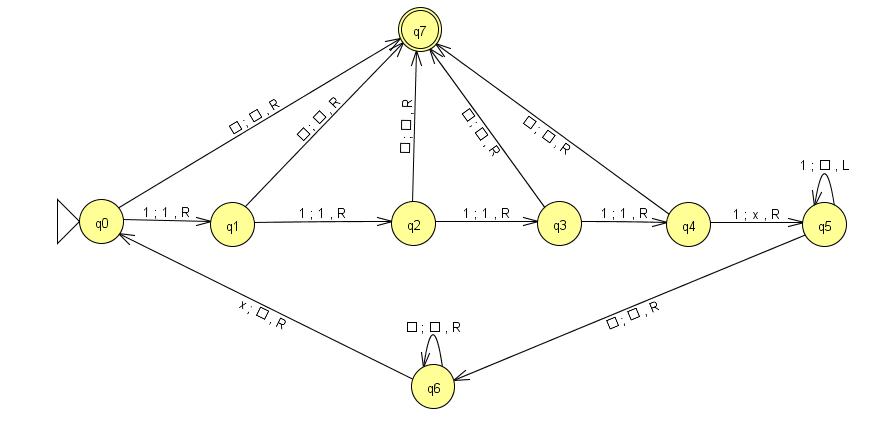 q7
□ ; □ , R
□ ; □ , R
□ ; □ , R
□ ; □ , R
□ ; □ , R
1 ; □ , L
q0
1 ; 1 , R
q1
1 ; 1 , R
q2
1 ; 1 , R
q3
1 ; 1 , R
q4
1 ; x , R
q5
x ; □ , R
□ ; □ , R
□ ; □ , R
q6